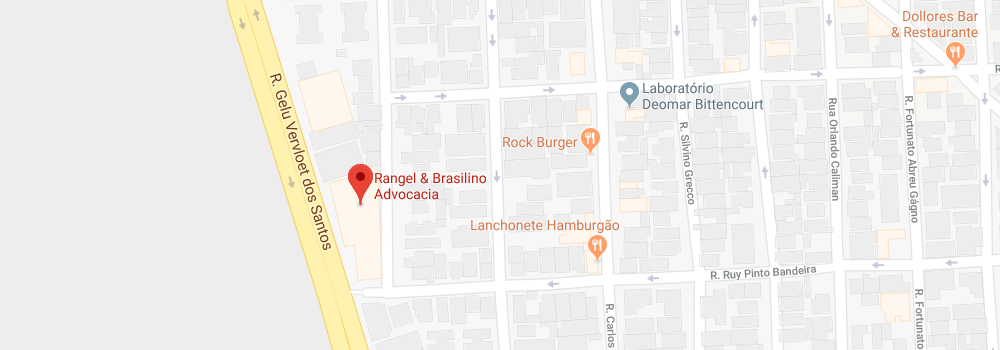 Dollores Bar
& Restaurante
R
R. Gelu Vervloet dos Santos
Laboratório
Deomar Bittencourt
Rock Burger
R. Silvino Grecco
Rua Orlando Caliman
R. Fortunato Abreu Gágno
Rangel & Brasilino
Advocacia
Lanchonete Hamburgão
R. Ruy Pinto Bandeira
R. Carlos
R. Fortunato